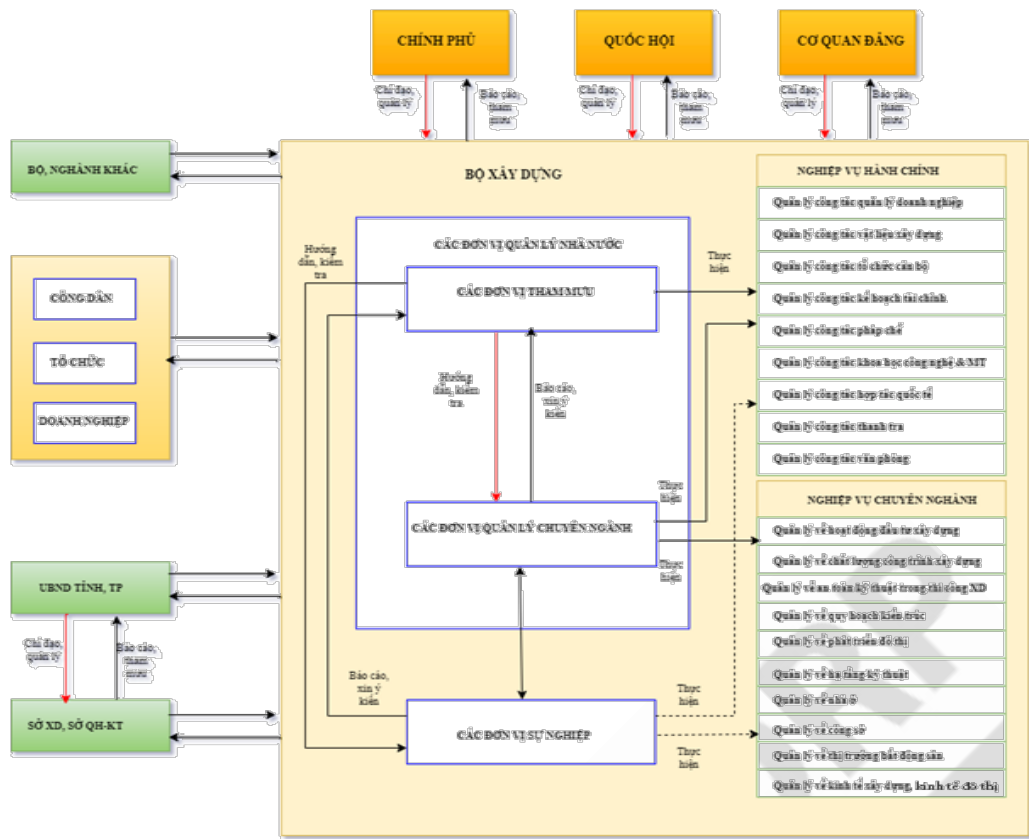 CHÍNH PHỦ
QUỐC HỘI
CƠ QUAN ĐẢNG
Chỉ đạo,
quản lý
Báo cáo,
tham
mưu
Chỉ đạo,
quản lý
Báo cáo,
tham
mưu
Chỉ đạo,
quản lý
Báo cáo,
tham
mưu
BỘ, NGHÀNH KHÁC
CÔNG DÂN
TỔ CHỨC
DOANH NGHIỆP
UBND TỈNH, TP
Chỉ đạo,
quản lý
Báo cáo,
tham
mưu
SỞ XD, SỞ QH-KT
BỘ XÂY DỰNG
CÁC ĐƠN VỊ QUẢN LÝ NHÀ NƯỚC
Hướng
dẫn, kiểm
tra
CÁC ĐƠN VỊ THAM MƯU
Thực
hiện
Hướng
dẫn, kiểm
tra
Báo cáo,
xin ý
kiến
Thực
hiện
CÁC ĐƠN VỊ QUẢN LÝ CHUYÊN NGÀNH
Thực
hiện
Báo cáo,
xin ý
kiến
Thực
hiện
CÁC ĐƠN VỊ SỰ NGHIỆP
Thực
hiện
NGHIỆP VỤ HÀNH CHÍNH
Quản lý công tác quản lý doanh nghiệp
Quản lý công tác vật liệu xây dựng
Quản lý công tác tổ chức cán bộ
Quản lý công tác kế hoạch tài chính
Quản lý công tác pháp chế
Quản lý công tác khoa học công nghệ & MT
Quản lý công tác hợp tác quốc tế
Quản lý công tác thanh tra
Quản lý công tác văn phòng
NGHIỆP VỤ CHUYÊN NGHÀNH
Quản lý về hoạt động đầu tư xây dựng
Quản lý về chất lượng công trình xây dựng
Quản lý về an toàn kỹ thuật trong thi công XD
Quản lý về quy hoạch kiến trúc
Quản lý về phát triển đô thị
Quản lý về hạ tầng kỹ thuật
Quản lý về nhà ở
Quản lý về công sở
Quản lý về thị trường bất động sản
Quản lý về kinh tế xây dựng, kinh tế đô thị